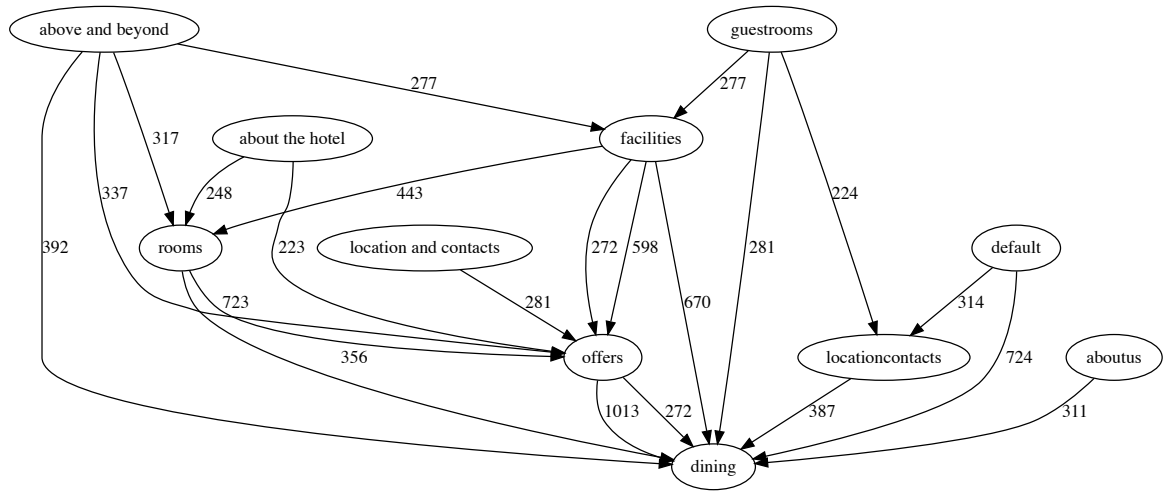 above and beyond
guestrooms
277
277
317
about the hotel
facilities
337
248
443
224
392
rooms
223
location and contacts
272
598
281
default
723
281
670
314
356
offers
locationcontacts
724
aboutus
1013
272
387
311
dining